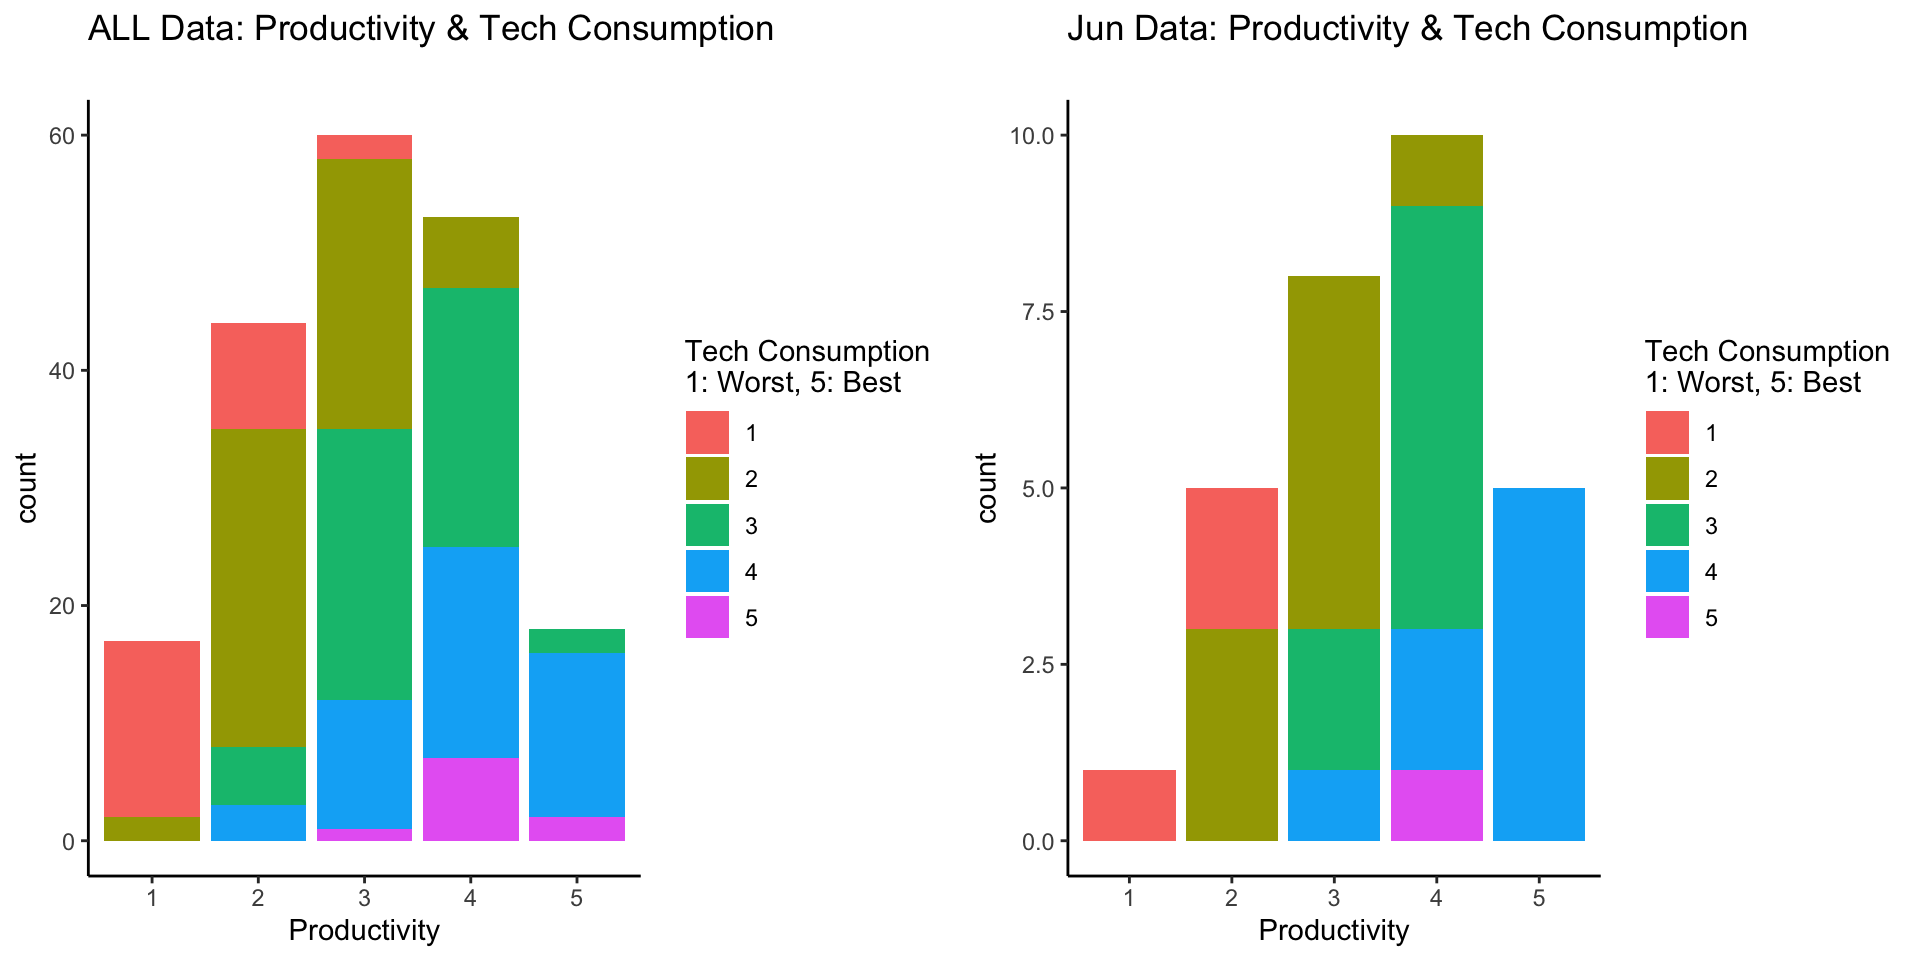 ALL Data: Productivity & Tech Consumption
60
40
20
0
count
1
2
3
4
5
Productivity
Tech Consumption
1: Worst, 5: Best
1
2
3
4
5
Jun Data: Productivity & Tech Consumption
10.0
7.5
5.0
2.5
0.0
count
1
2
3
4
5
Productivity
Tech Consumption
1: Worst, 5: Best
1
2
3
4
5